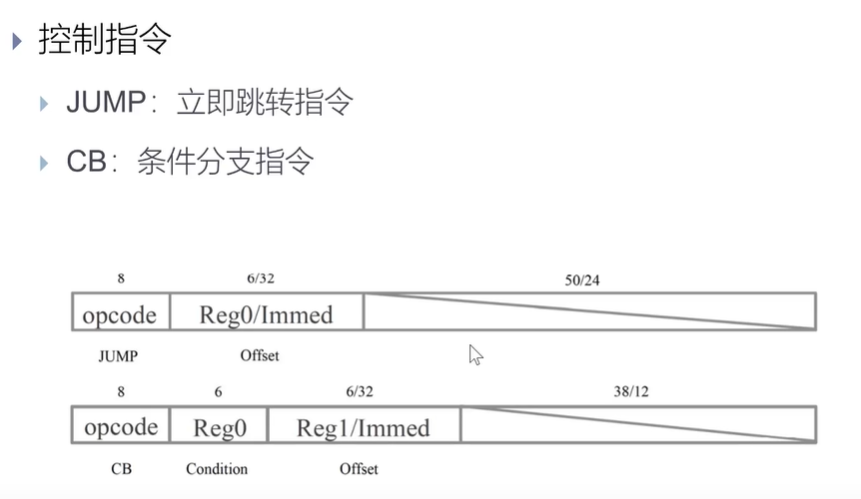 控制指令
JUMP：立即跳转指令
CB：条件分支指令
8 6/32 50/24
opcode Reg0/Immed
JUMP Offset
8 6 6/32 38/12
opcode Reg0 Reg1/Immed
CB Condition Offset